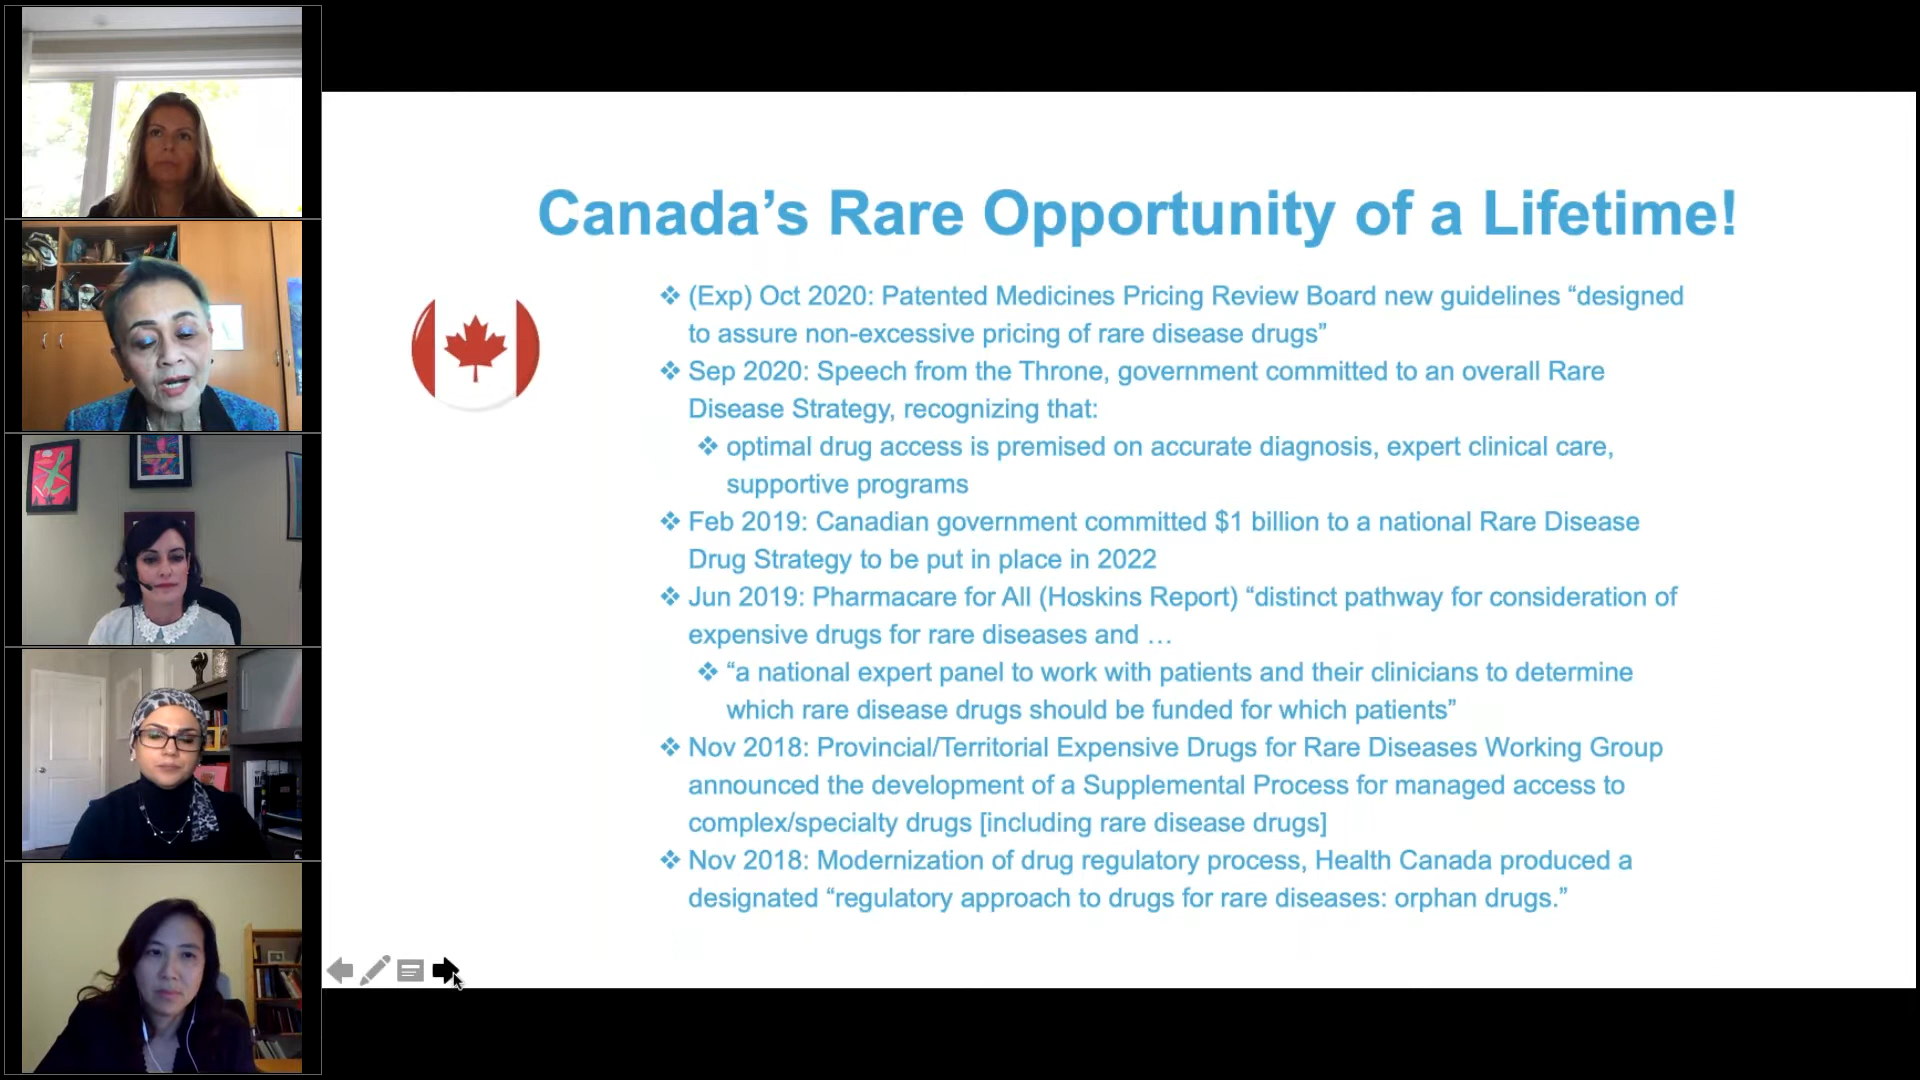 Canada’s Rare Opportunity of a Lifetime!
❖ (Exp) Oct 2020: Patented Medicines Pricing Review Board new guidelines “designed
to assure non-excessive pricing of rare disease drugs”
❖ Sep 2020: Speech from the Throne, government committed to an overall Rare
Disease Strategy, recognizing that:
❖ optimal drug access is premised on accurate diagnosis, expert clinical care,
supportive programs
❖ Feb 2019: Canadian government committed $1 billion to a national Rare Disease
Drug Strategy to be put in place in 2022
❖ Jun 2019: Pharmacare for All (Hoskins Report) “distinct pathway for consideration of
expensive drugs for rare diseases and …
❖ “a national expert panel to work with patients and their clinicians to determine
which rare disease drugs should be funded for which patients”
❖ Nov 2018: Provincial/Territorial Expensive Drugs for Rare Diseases Working Group
announced the development of a Supplemental Process for managed access to
complex/specialty drugs [including rare disease drugs]
❖ Nov 2018: Modernization of drug regulatory process, Health Canada produced a
designated “regulatory approach to drugs for rare diseases: orphan drugs.”